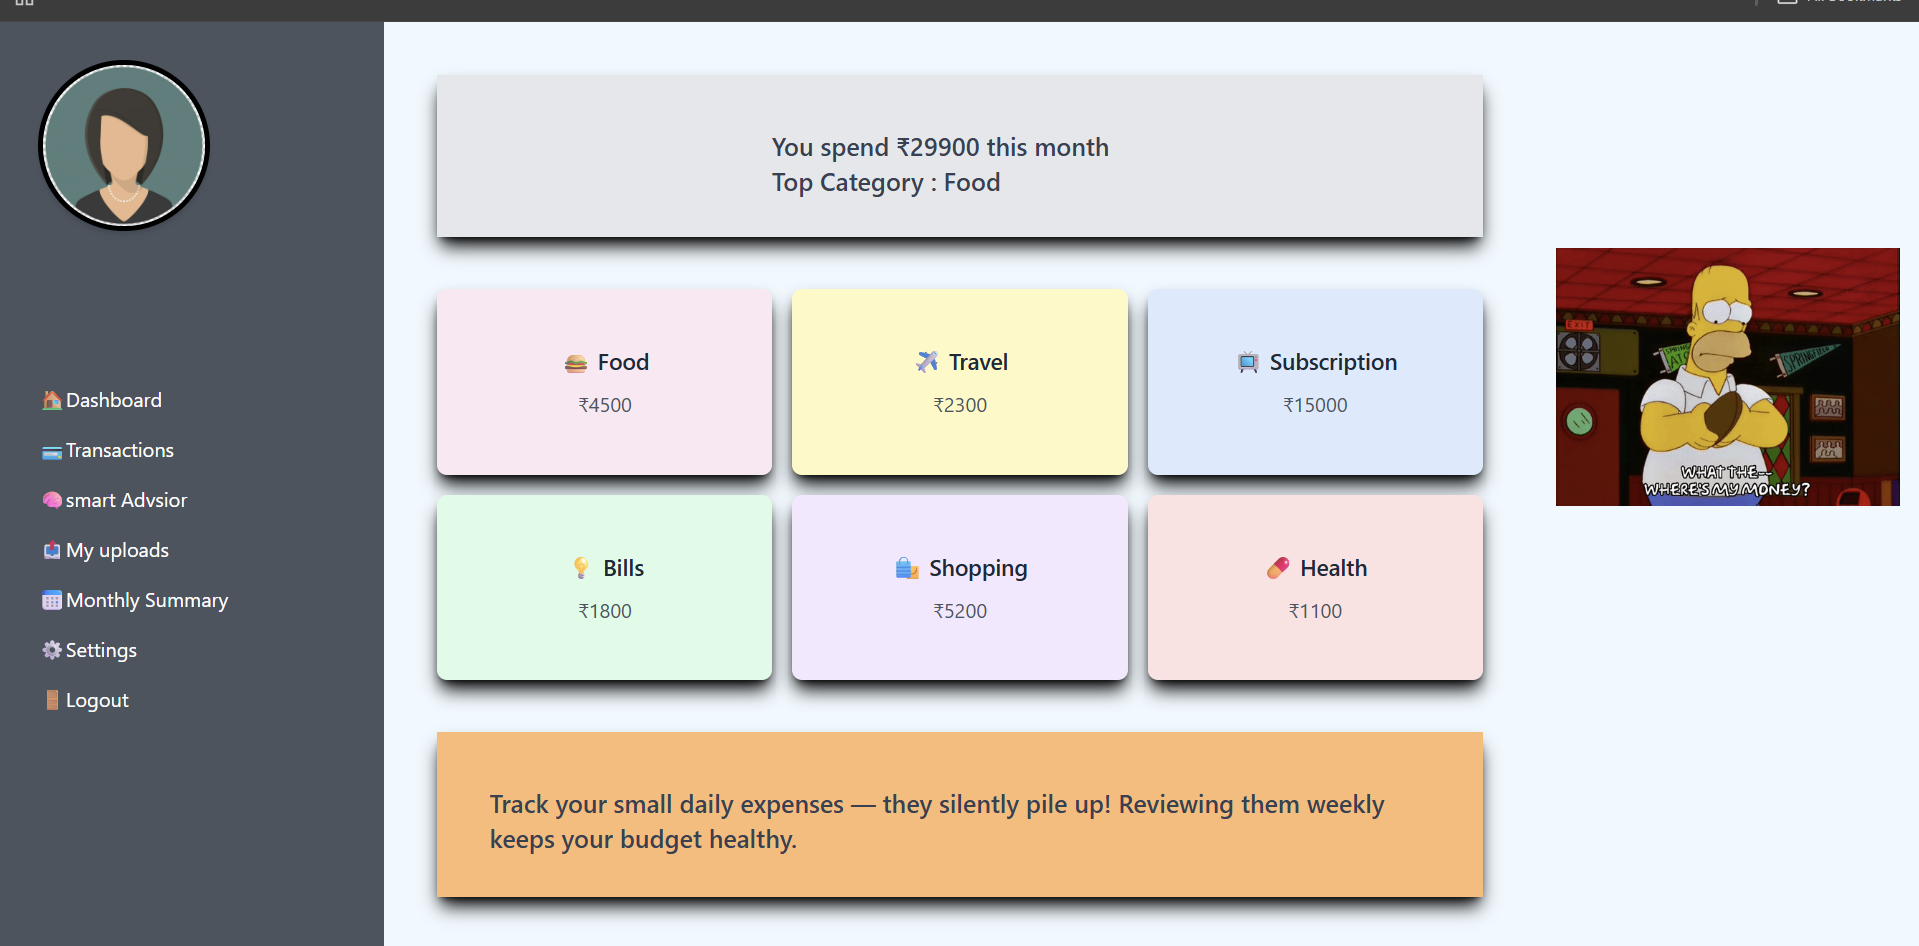 Dashboard
Transactions
smart Advsior
My uploads
Monthly Summary
Settings
Logout
You spend ₹29900 this month
Top Category : Food
Food
₹4500
Travel
₹2300
Subscription
₹15000
Bills
₹1800
Shopping
₹5200
Health
₹1100
Track your small daily expenses — they silently pile up! Reviewing them weekly
keeps your budget healthy.
EXIT
SPRINGFIELD
WHAT THE--
WHERE'S MY MONEY?